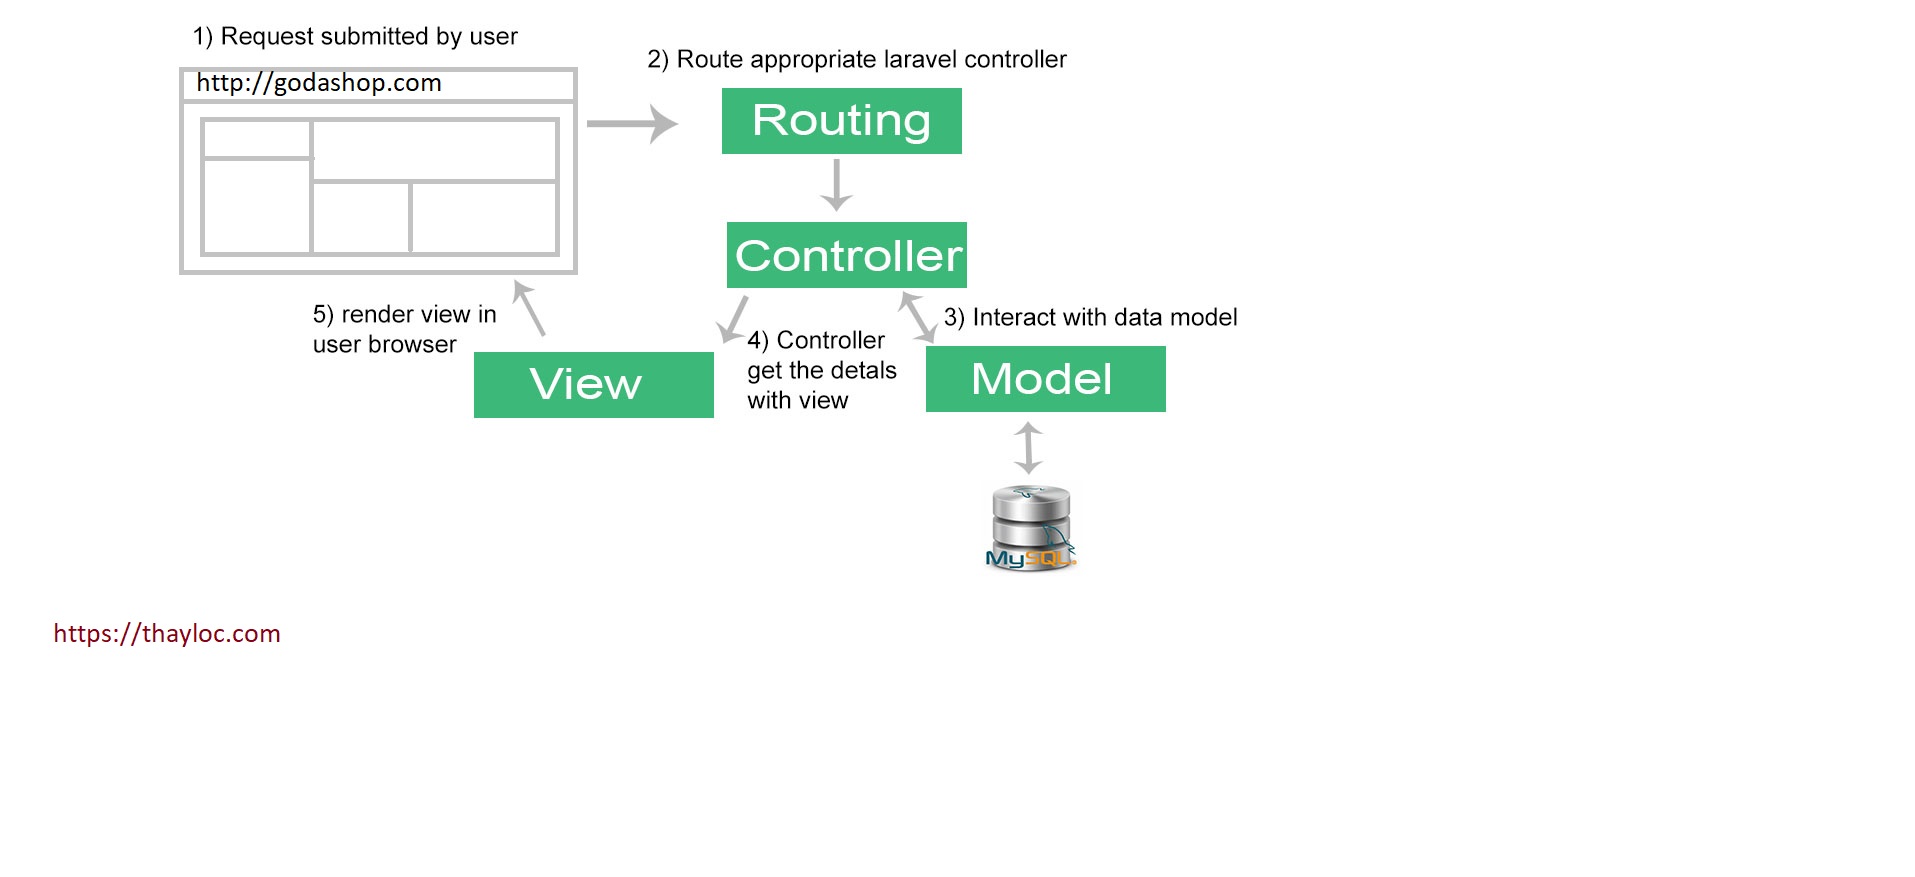 1) Request submitted by user
http://godashop.com
2) Route appropriate laravel controller
Routing
Controller
3) Interact with data model
Model
MySQL
4) Controller
get the detals
with view
View
5) render view in
user browser
https://thayloc.com